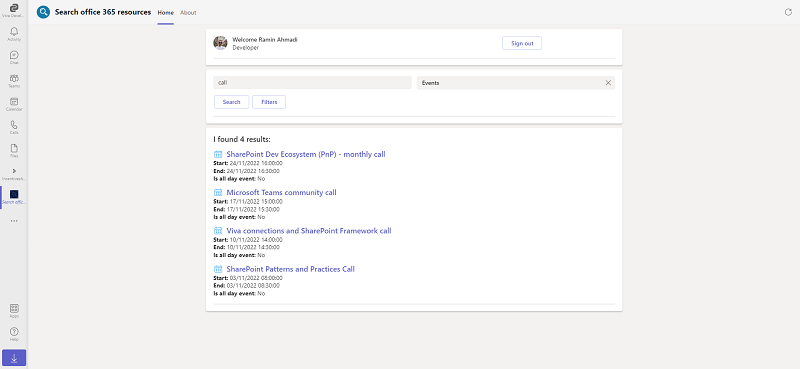 Viva Devel...
Search office 365 resources
Home
About
Activity
Chat
Teams
Calendar
Calls
Files
Search offic...
...
Apps
Help
Welcome Ramin Ahmadi
Developer
Sign out
call
Events
Search
Filters
I found 4 results:
SharePoint Dev Ecosystem (PnP) - monthly call
Start: 24/11/2022 16:00:00
End: 24/11/2022 16:30:00
Is all day event: No
Microsoft Teams community call
Start: 17/11/2022 15:00:00
End: 17/11/2022 15:30:00
Is all day event: No
Viva connections and SharePoint Framework call
Start: 10/11/2022 14:00:00
End: 10/11/2022 14:30:00
Is all day event: No
SharePoint Patterns and Practices Call
Start: 03/11/2022 08:00:00
End: 03/11/2022 08:30:00
Is all day event: No